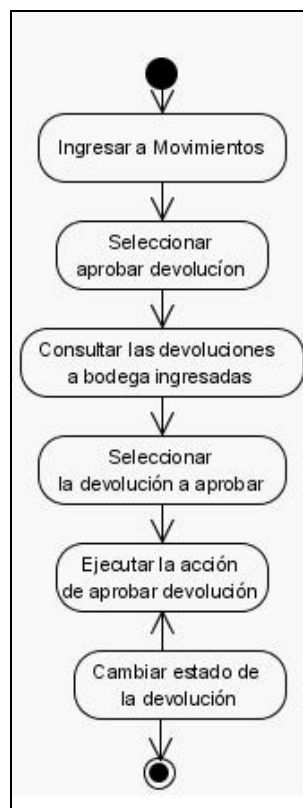 Ingresar a Movimientos
Seleccionar
aprobar devolucíon
Consultar las devoluciones
a bodega ingresadas
Seleccionar
la devolución a aprobar
Ejecutar la acción
de aprobar devolución
Cambiar estado de
la devolución